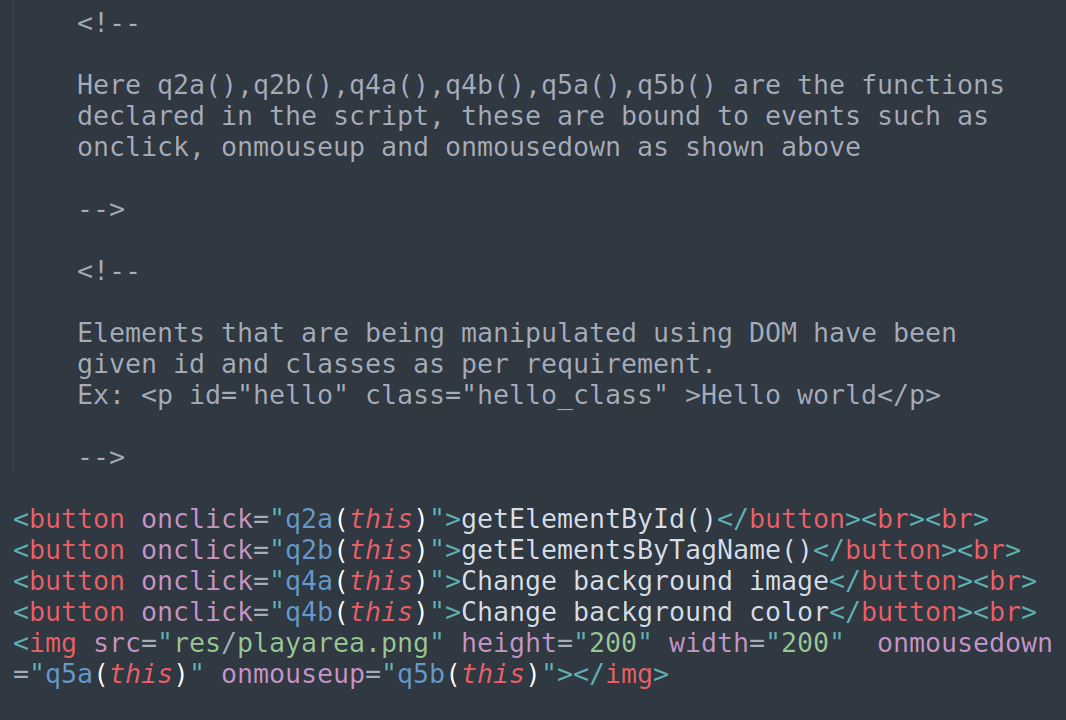 <!--
Here q2a(),q2b(),q4a(),q4b(),q5a(),q5b() are the functions
declared in the script, these are bound to events such as
onclick, onmouseup and onmousedown as shown above
-->
<!--
Elements that are being manipulated using DOM have been
given id and classes as per requirement.
Ex: <p id="hello" class="hello_class" >Hello world</p>
-->
<button onclick="q2a(this)">getElementById()</button><br><br>
<button onclick="q2b(this)">getElementsByTagName()</button><br>
<button onclick="q4a(this)">Change background image</button><br>
<button onclick="q4b(this)">Change background color</button><br>
<img src="res/playarea.png" height="200" width="200"  onmousedown
="q5a(this)" onmouseup="q5b(this)"></img>